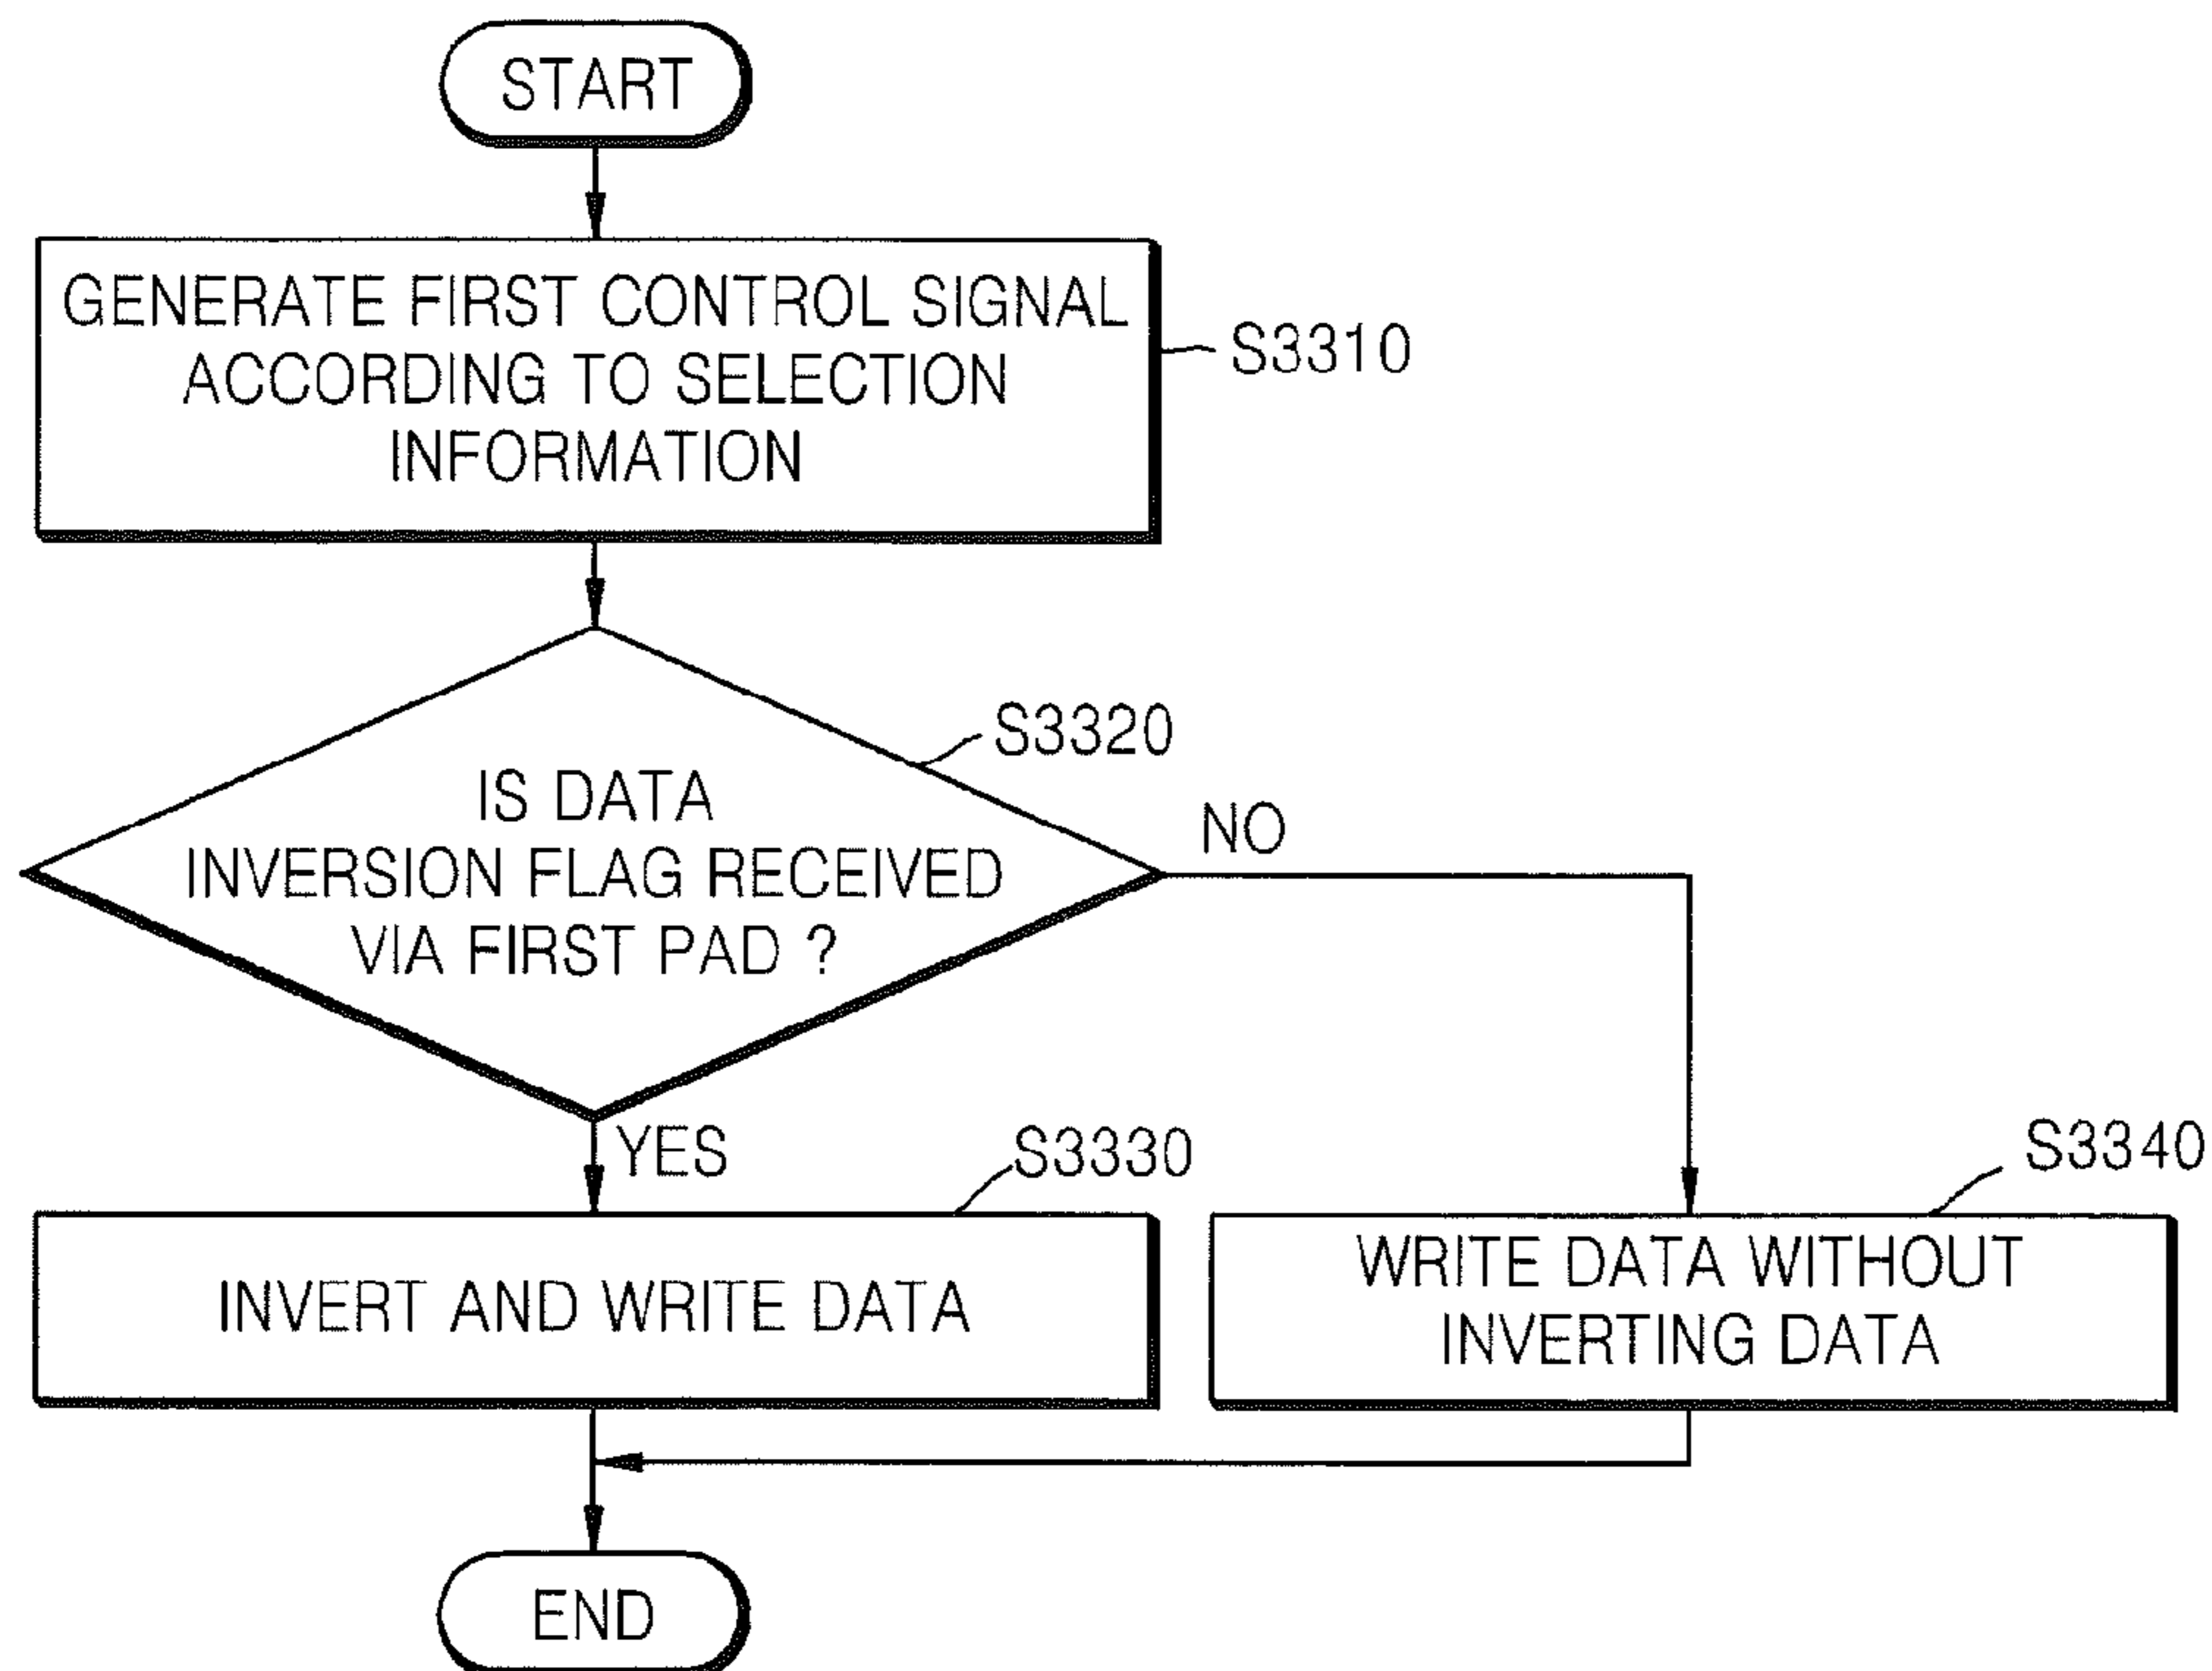 START
GENERATE FIRST CONTROL SIGNAL
ACCORDING TO SELECTION
INFORMATION
S3310
S3320
IS DATA
INVERSION FLAG RECEIVED
VIA FIRST PAD ?
NO
YES
S3330
S3340
INVERT AND WRITE DATA
WRITE DATA WITHOUT
INVERTING DATA
END